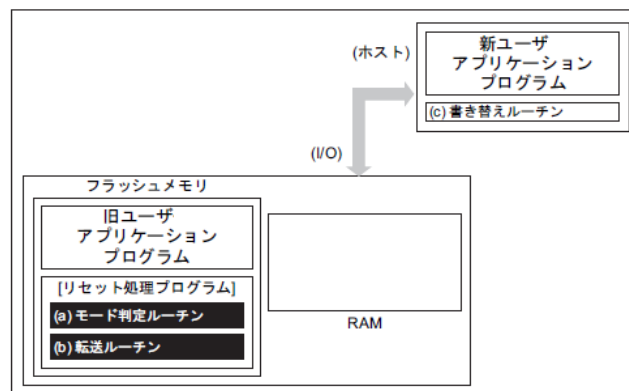 (ホスト)
新ユーザ
アプリケーション
プログラム
(c) 書き替えルーチン
(I/O)
フラッシュメモリ
旧ユーザ
アプリケーション
プログラム
[リセット処理プログラム]
(a) モード判定ルーチン
(b) 転送ルーチン
RAM